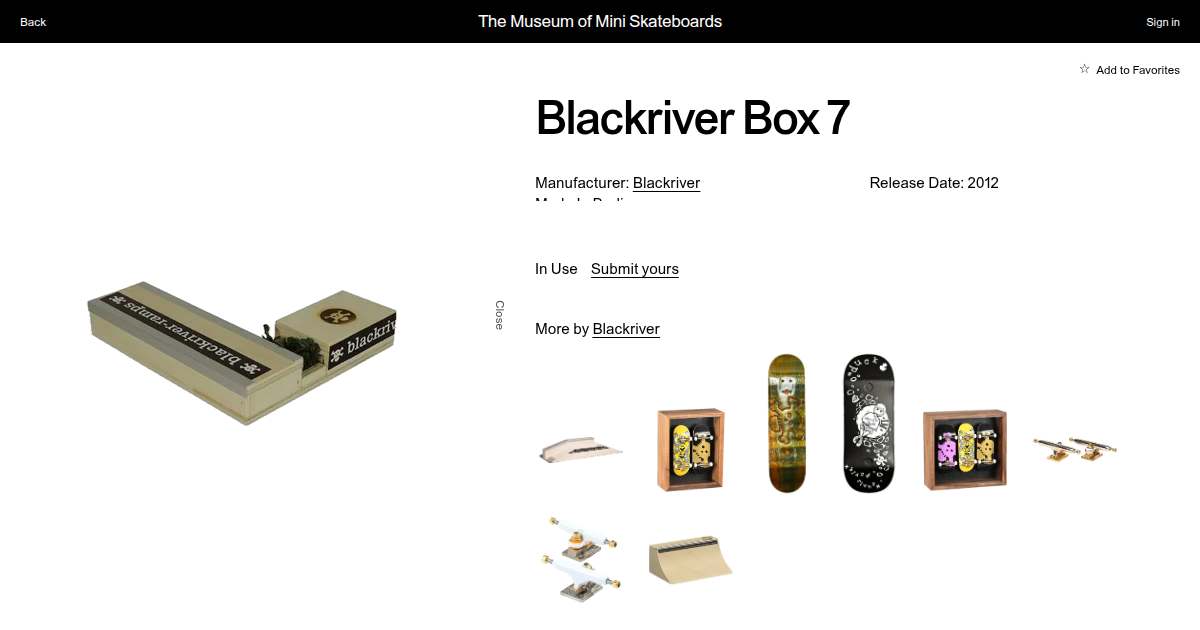 Back
The Museum of Mini Skateboards
Sign in
☆ Add to Favorites
Blackriver Box 7
Manufacturer: Blackriver
Release Date: 2012
In Use Submit yours
Close
More by Blackriver
blackriver-ramps
blackriv